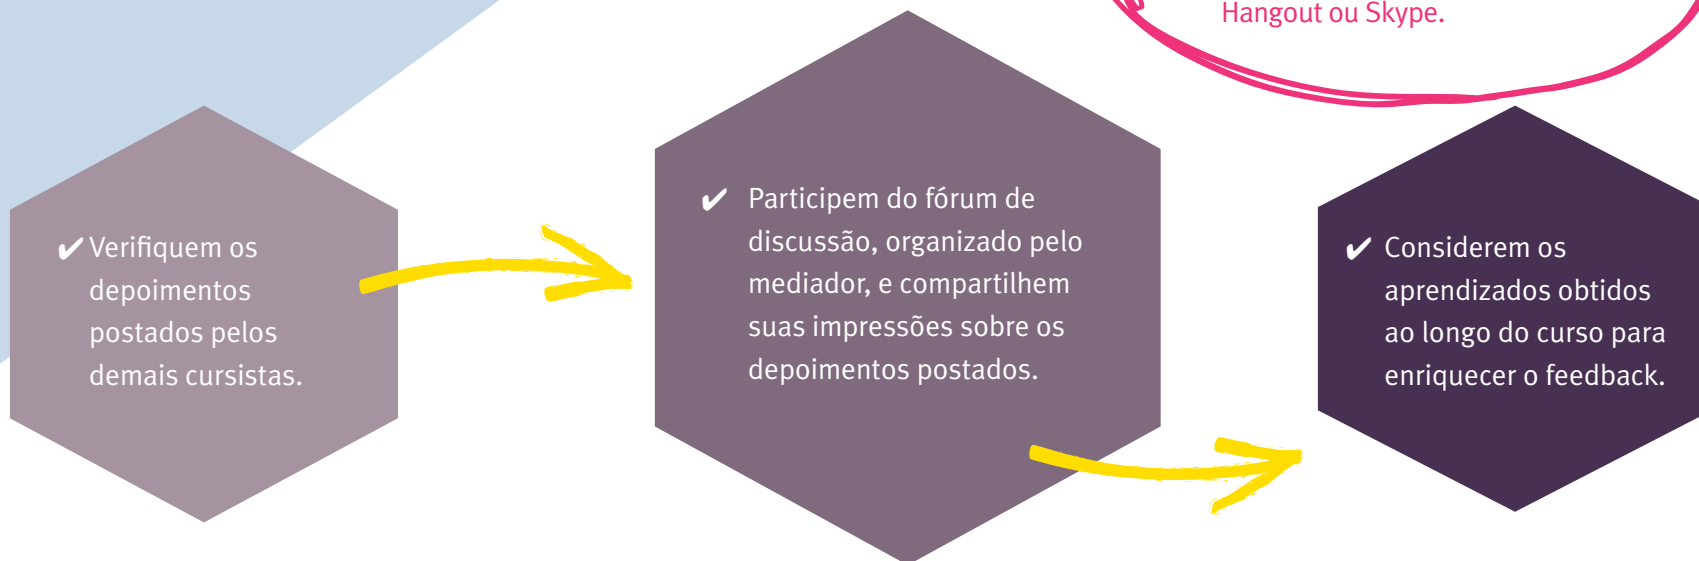 Hangout ou Skype.
✔ Verifiquem os
depoimentos
postados pelos
demais cursistas.
✔ Participem do fórum de
discussão, organizado pelo
mediador, e compartilhem
suas impressões sobre os
depoimentos postados.
✔ Considerem os
aprendizados obtidos
ao longo do curso para
enriquecer o feedback.